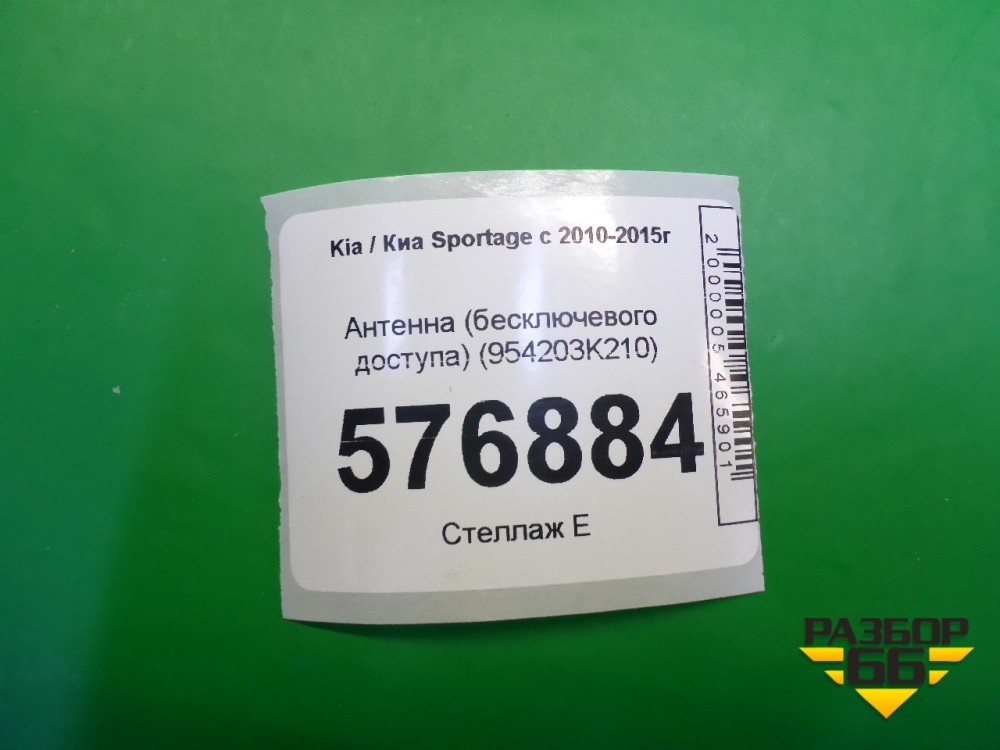 Kia / Киа Sportage с 2010-2015г
Антенна (бесключевого
доступа) (954203K210)
576884
Стеллаж Е
2000005465901
РАЗБОР
66